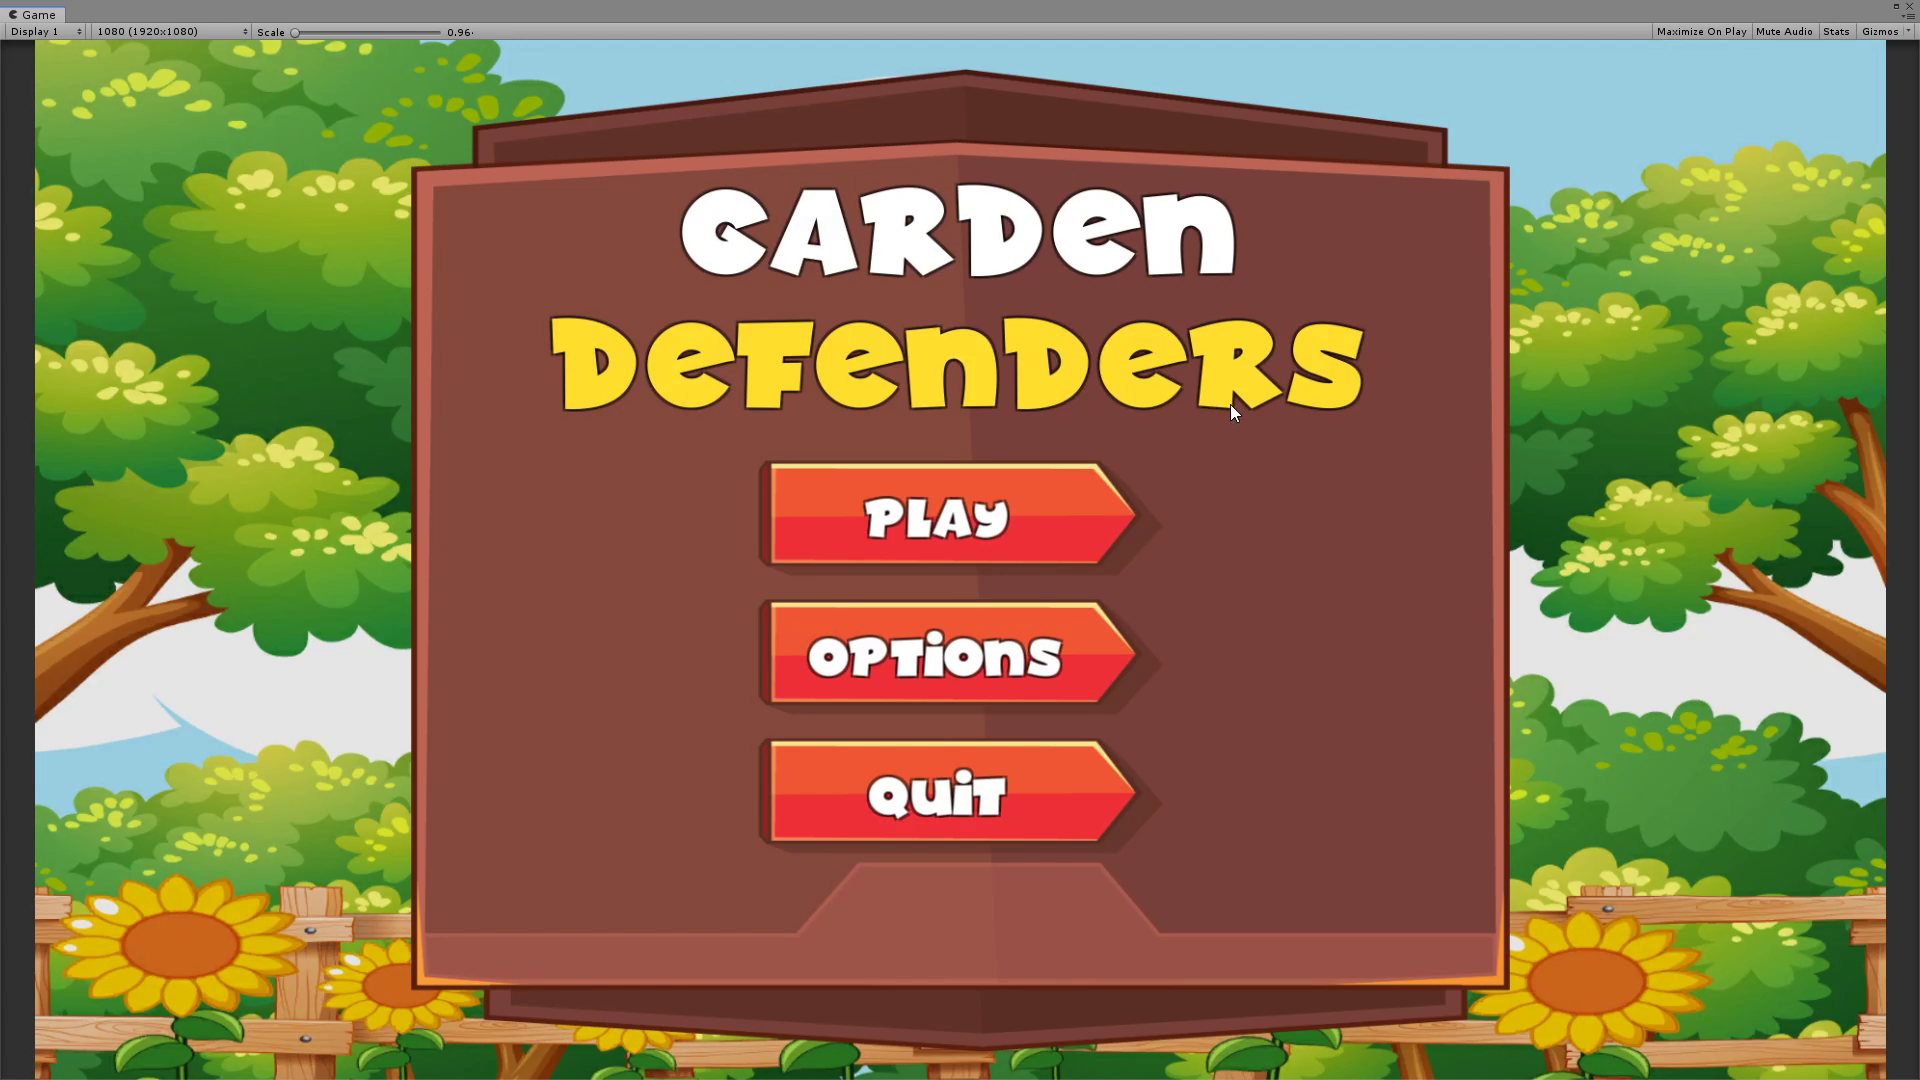 Game
Display 1 1080 (1920x1080) Scale 0.96 Maximize On Play Mute Audio Stats Gizmos
GARDen
DeFenDeRS
PLAY
OPTiOnS
QuiT